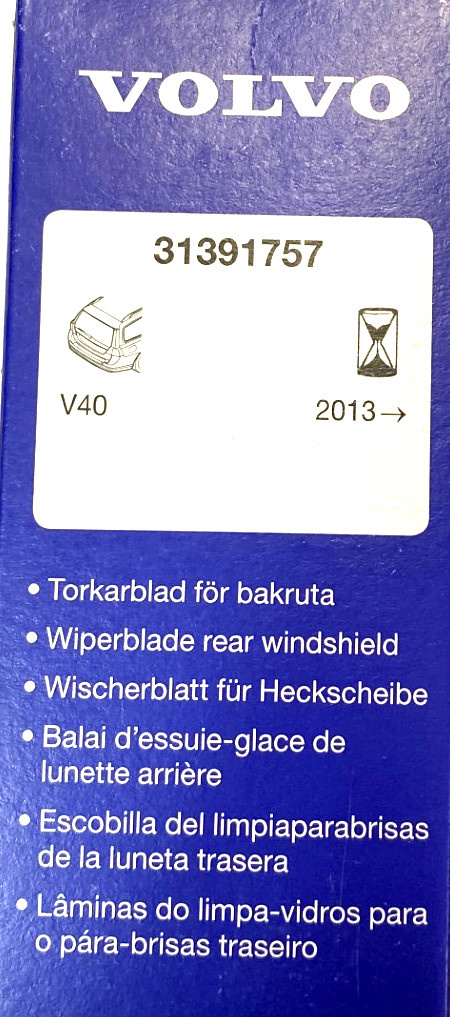 VOLVO
31391757
V40 2013→
• Torkarblad för bakruta
• Wiperblade rear windshield
• Wischerblatt für Heckscheibe
• Balai d'essuie-glace de
lunette arrière
• Escobilla del limpiaparabrisas
de la luneta trasera
• Lâminas do limpa-vidros para
o pára-brisas traseiro